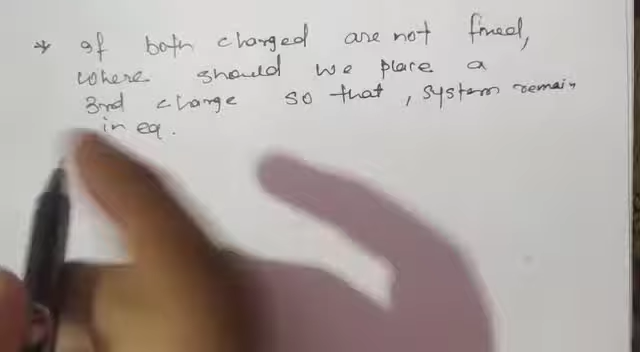 * If both charged are not fixed,
where should we place a
3rd charge so that, system remain
in eq.